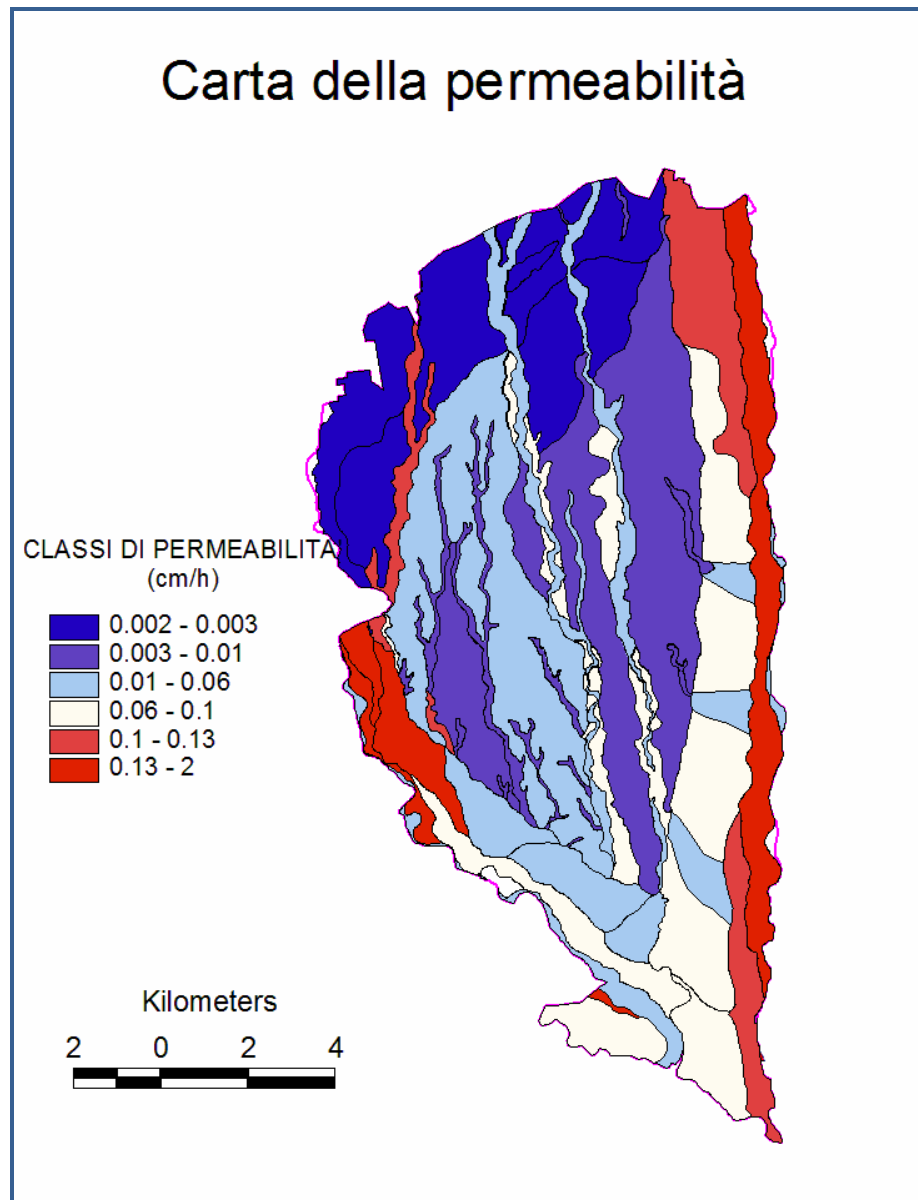 Carta della permeabilità
CLASSI DI PERMEABILITA'
(cm/h)
0.002 - 0.003
0.003 - 0.01
0.01 - 0.06
0.06 - 0.1
0.1 - 0.13
0.13 - 2
Kilometers
2 0 2 4